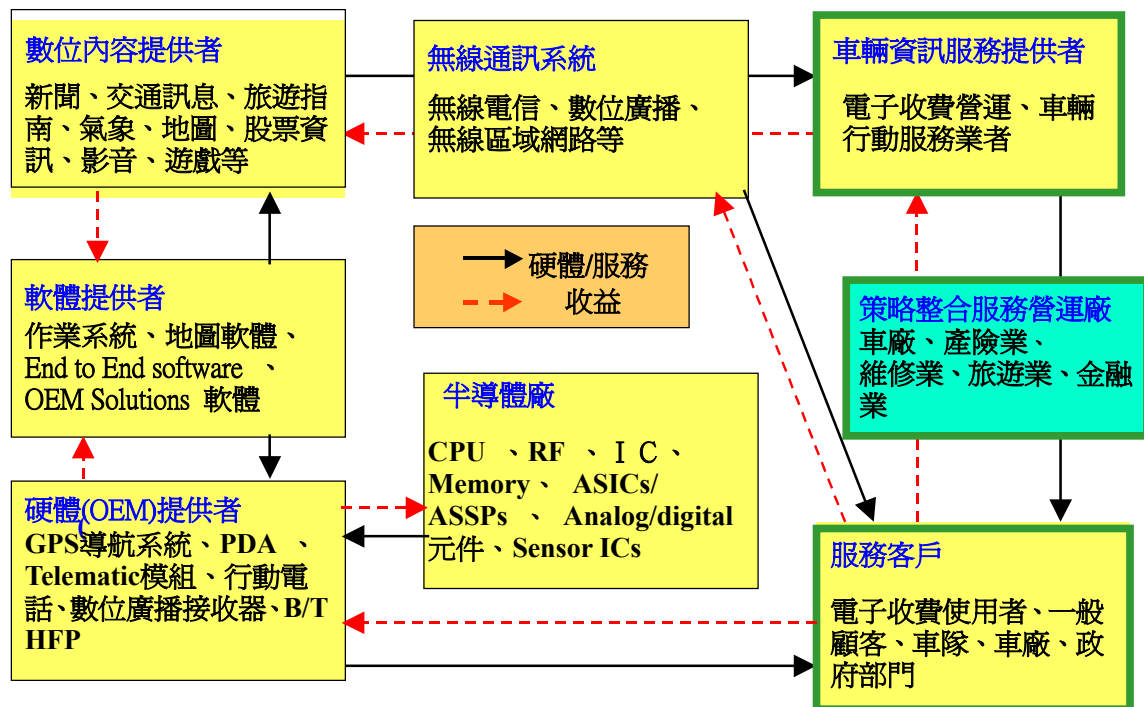 數位內容提供者
新聞、交通訊息、旅遊指
南、氣象、地圖、股票資
訊、影音、遊戲等
無線通訊系統
無線電信、數位廣播、
無線區域網路等
車輛資訊服務提供者
電子收費營運、車輛
行動服務業者
硬體/服務
收益
軟體提供者
作業系統、地圖軟體、
End to End software 、
OEM Solutions 軟體
策略整合服務營運廠
車廠、產險業、
維修業、旅遊業、金融
業
半導體廠
CPU 、RF 、ＩＣ、
Memory、 ASICs/
ASSPs 、 Analog/digital
元件、Sensor ICs
硬體(OEM)提供者
GPS導航系統、PDA 、
Telematic模組、行動電
話、數位廣播接收器、B/T
HFP
服務客戶
電子收費使用者、一般
顧客、車隊、車廠、政
府部門